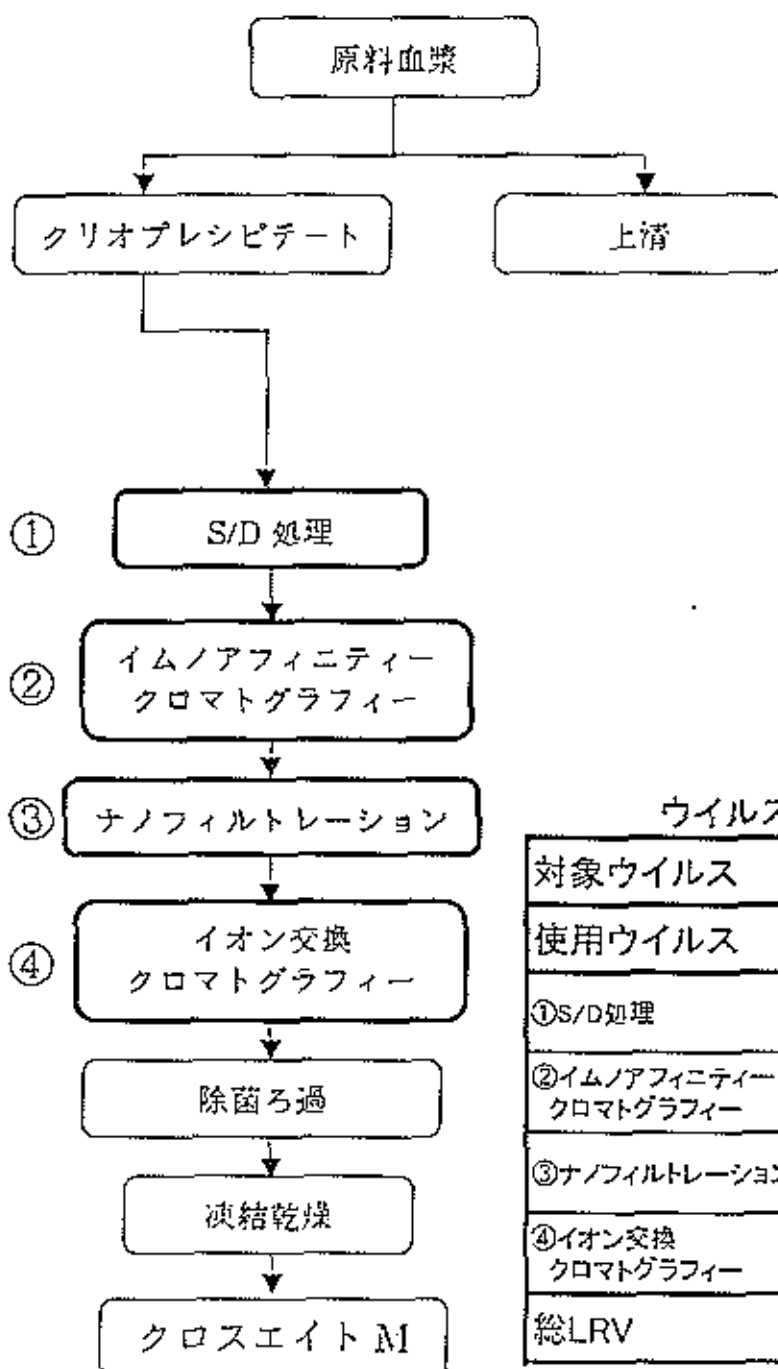 原料血漿
クリオプレシピテート
上清
① S/D 処理
② イムノアフィニティー
クロマトグラフィー
③ ナノフィルトレーション
④ イオン交換
クロマトグラフィー
除菌ろ過
凍結乾燥
クロスエイト M
ウイルス
対象ウイルス
使用ウイルス
①S/D処理
②イムノアフィニティー
クロマトグラフィー
③ナノフィルトレーション
④イオン交換
クロマトグラフィー
総LRV